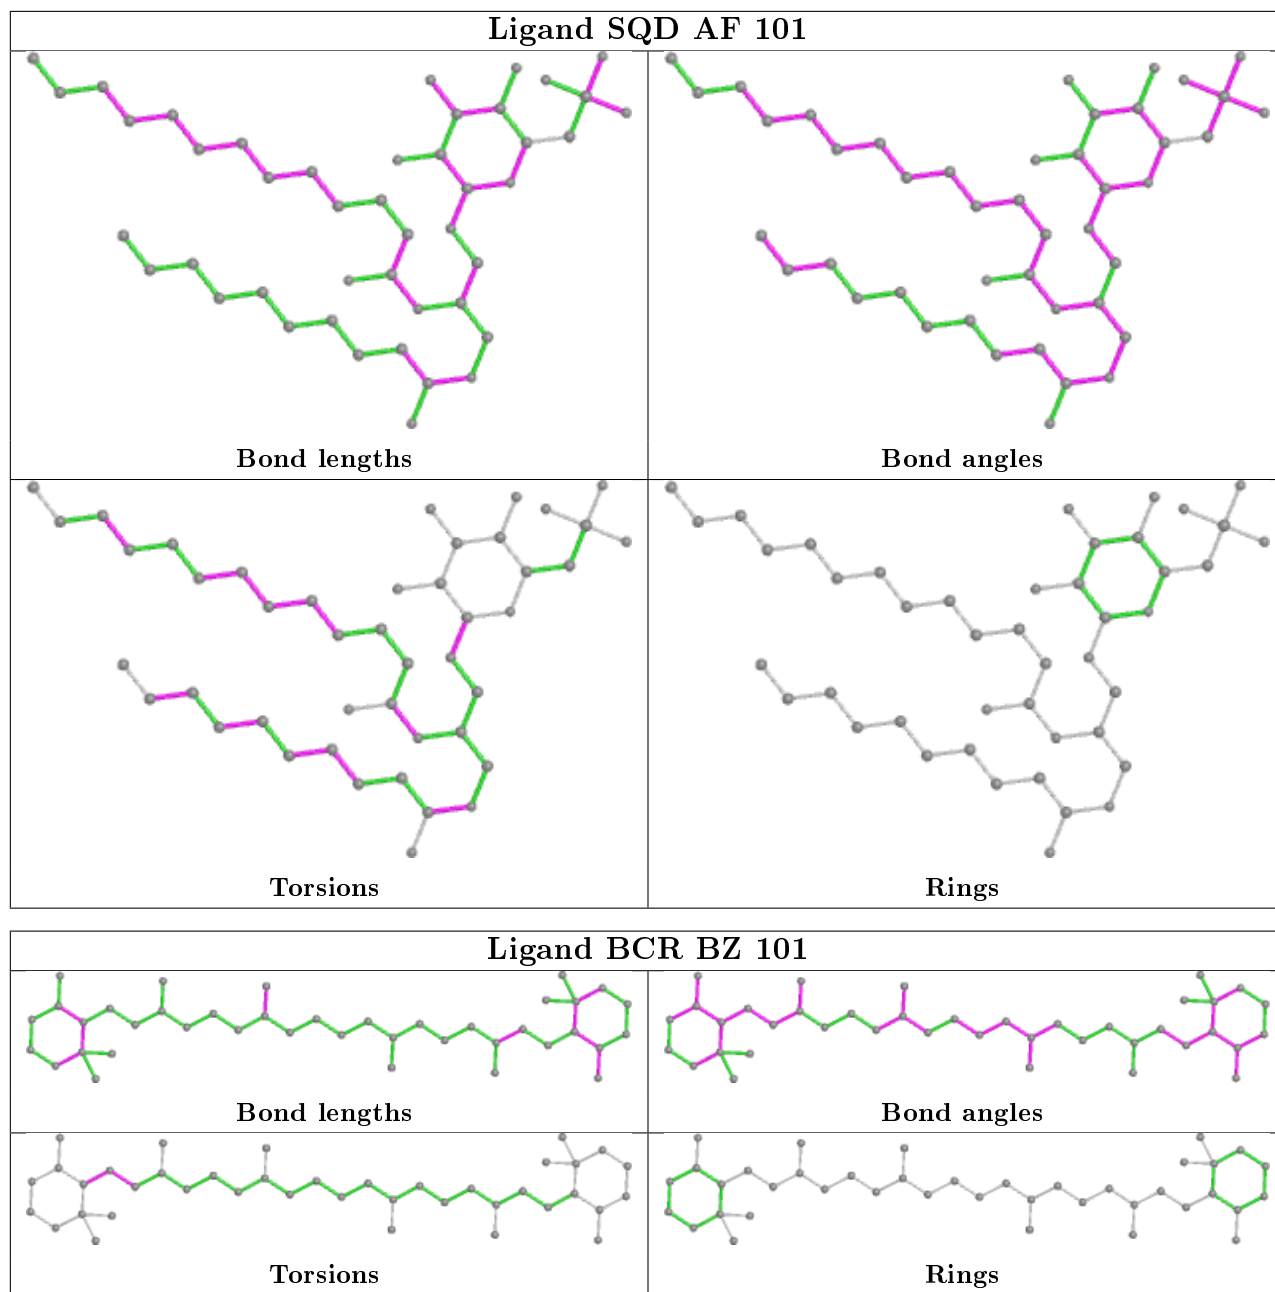 Ligand SQD AF 101
Bond lengths
Bond angles
Torsions
Rings
Ligand BCR BZ 101
Bond lengths
Bond angles
Torsions
Rings